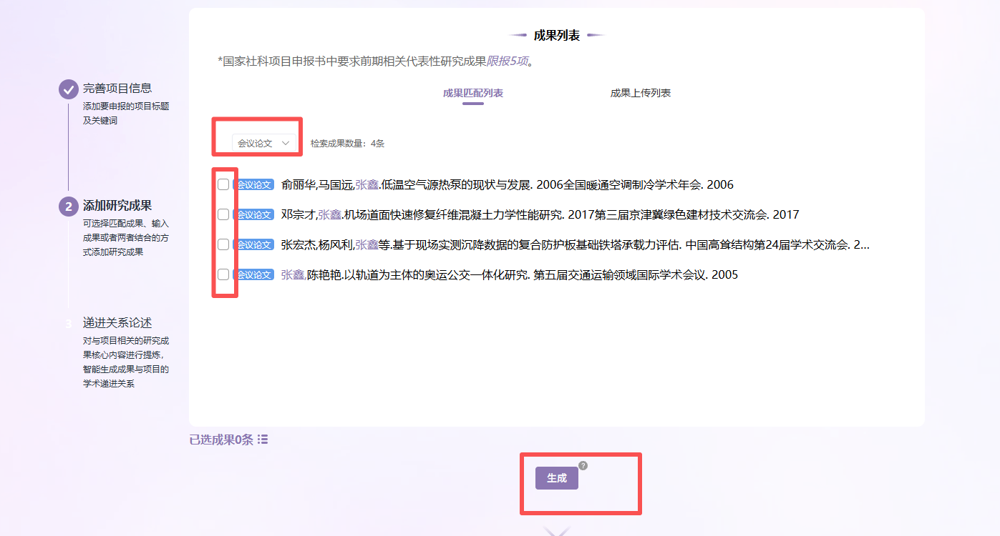 成果列表
*国家社科项目申报书中要求前期相关代表性研究成果限报5项。
成果匹配列表
成果上传列表
完善项目信息
添加要申报的项目标题
及关键词
2
添加研究成果
可选择匹配成果、输入
成果或者两者结合的方
式添加研究成果
3
递进关系论述
对与项目相关的研究成
果核心内容进行提炼，
智能生成成果与项目的
学术递进关系
会议论文
检索成果数量：4条
会议论文 俞丽华,马国远,张鑫.低温空气源热泵的现状与发展. 2006全国暖通空调制冷学术年会. 2006
会议论文 邓宗才,张鑫.机场道面快速修复纤维混凝土力学性能研究. 2017第三届京津冀绿色建材技术交流会. 2017
会议论文 张宏杰,杨风利,张鑫等.基于现场实测沉降数据的复合防护板基础铁塔承载力评估. 中国高耸结构第24届学术交流会. 2...
会议论文 张鑫,陈艳艳.以轨道为主体的奥运公交一体化研究. 第五届交通运输领域国际学术会议. 2005
已选成果0条
生成
?